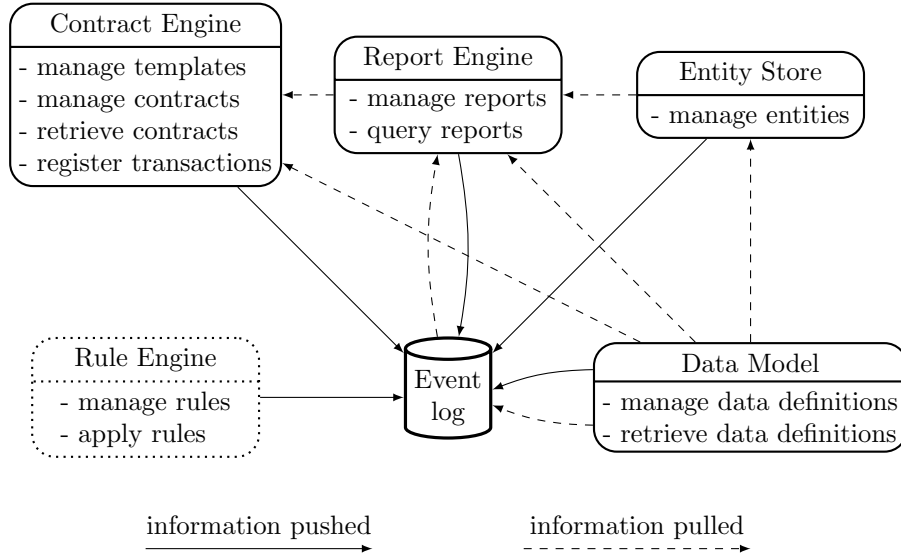 Contract Engine
- manage templates
- manage contracts
- retrieve contracts
- register transactions
Report Engine
- manage reports
- query reports
Entity Store
- manage entities
Rule Engine
- manage rules
- apply rules
Event
log
Data Model
- manage data definitions
- retrieve data definitions
information pushed
information pulled